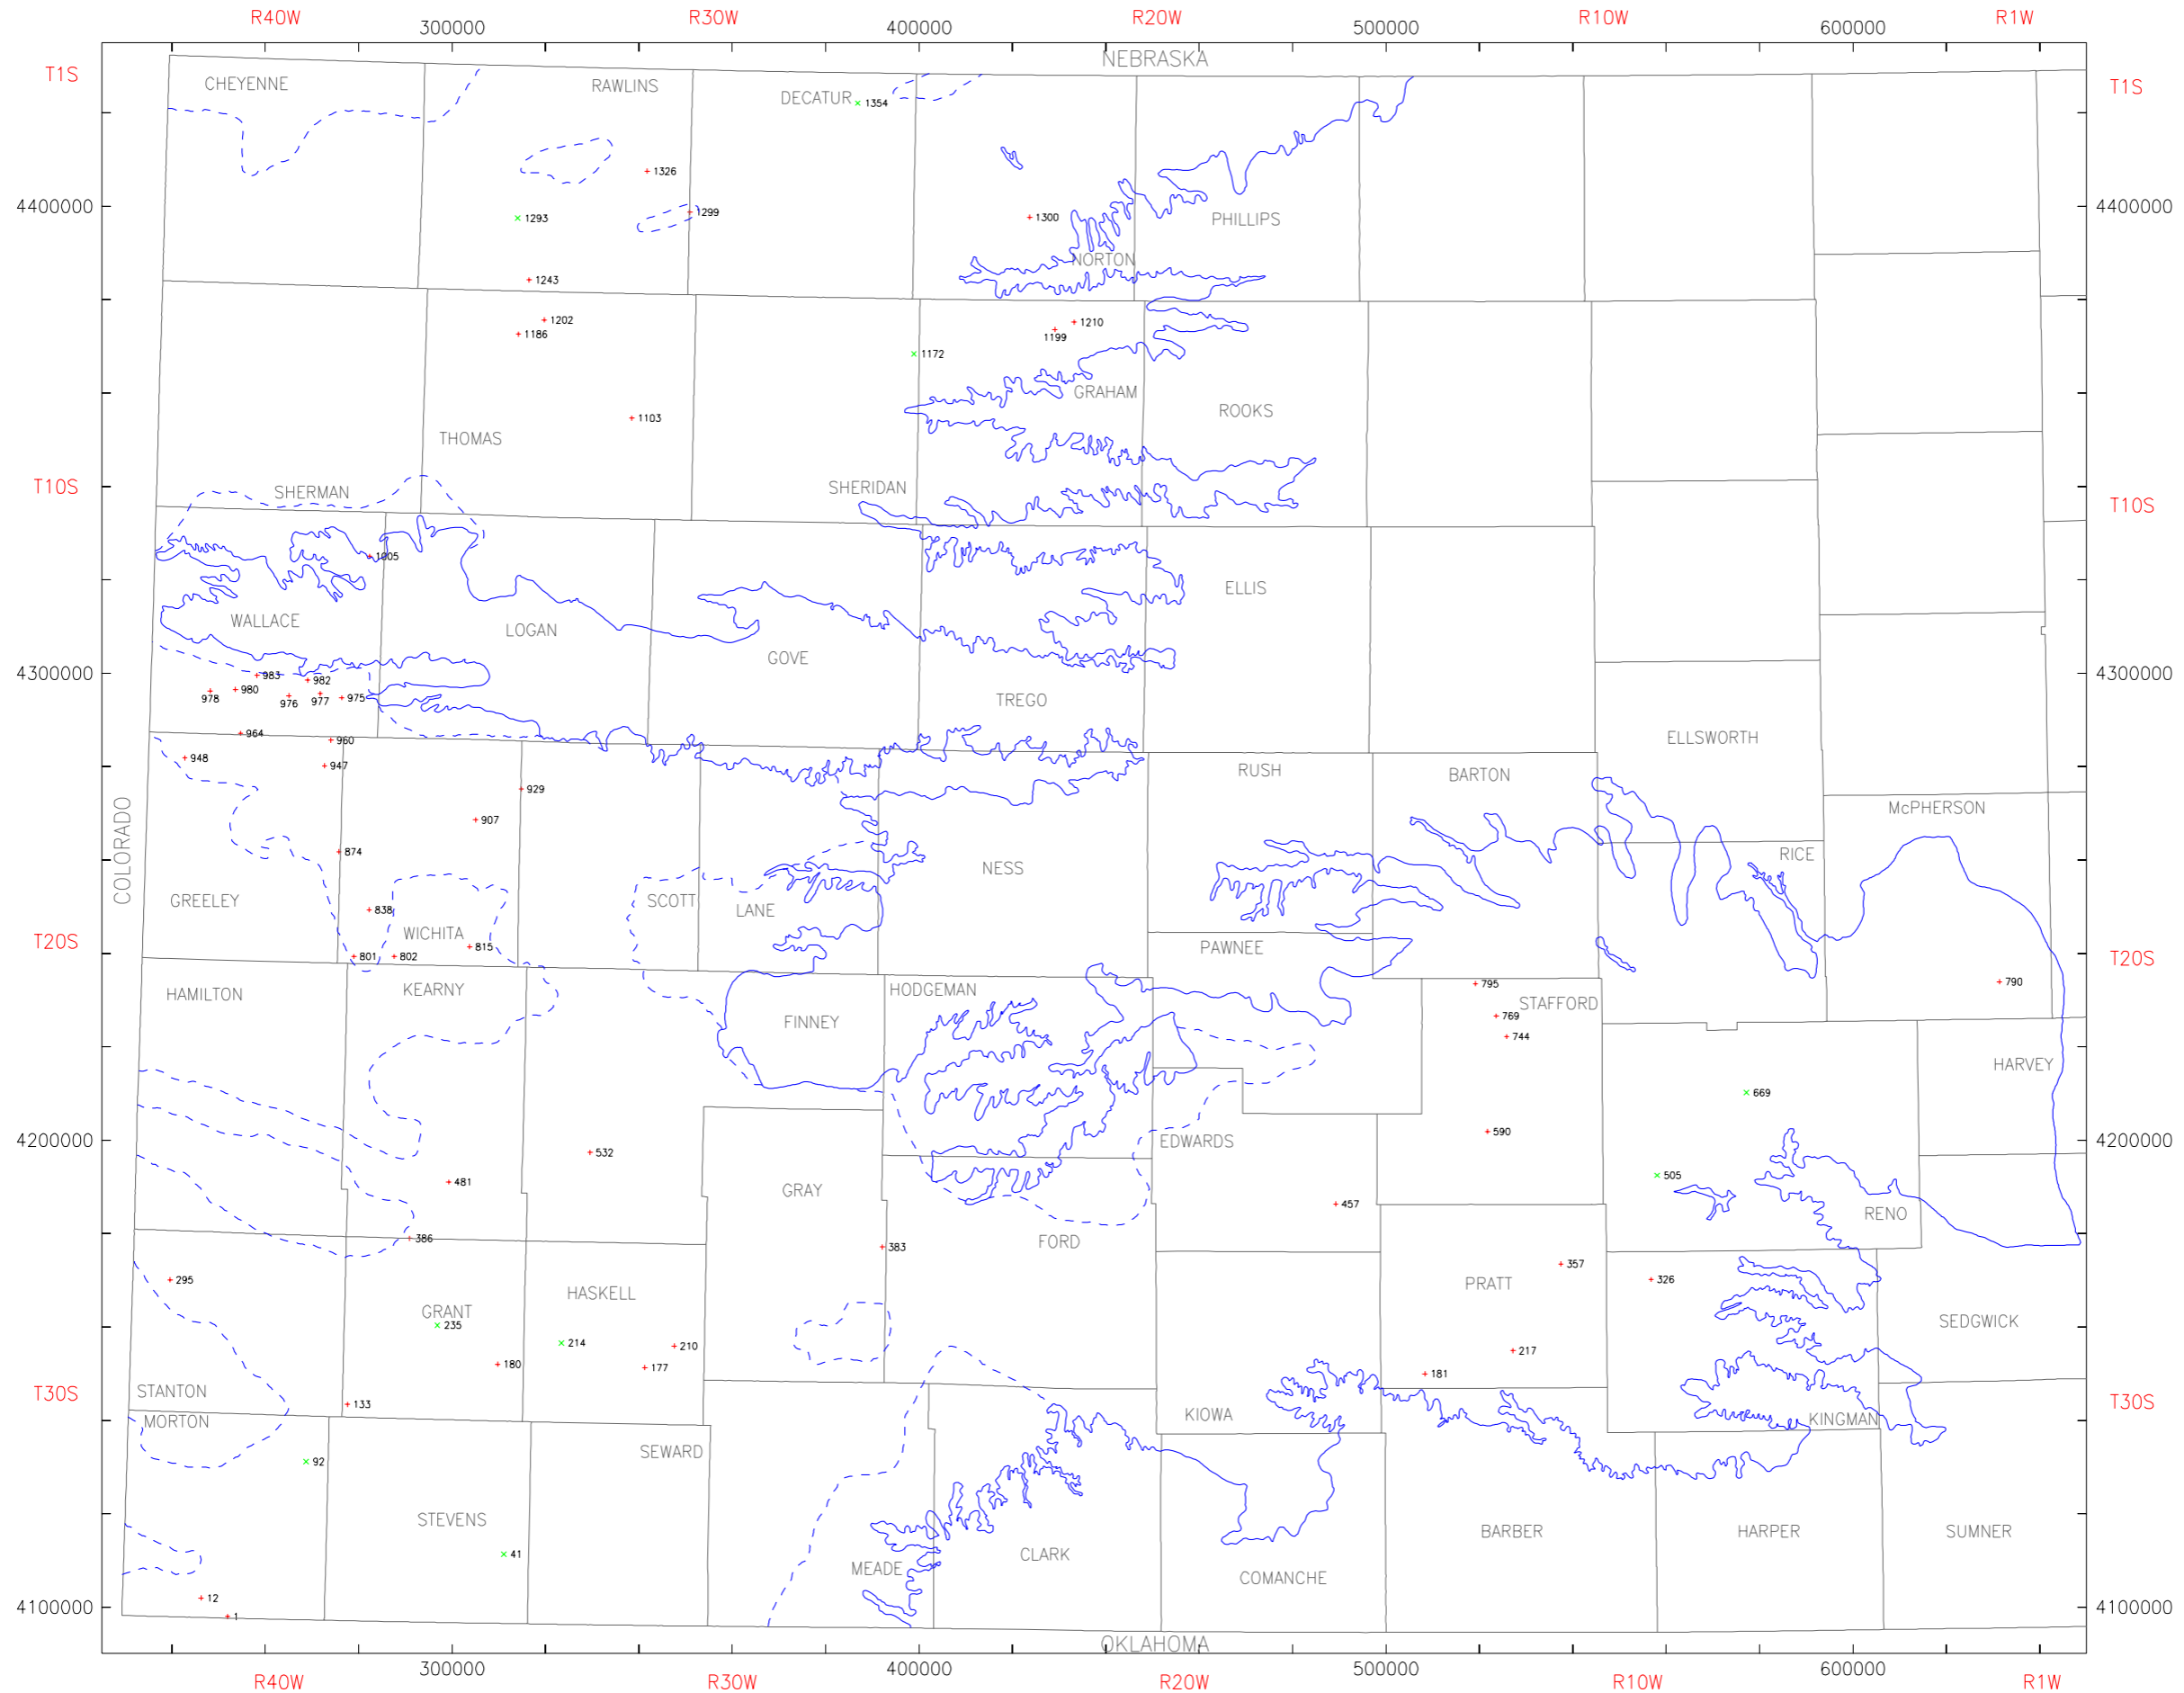 R40W R30W R20W R10W R1W
300000 400000 500000 600000
NEBRASKA
T1S T1S
CHEYENNE RAWLINS DECATUR
1354
1326
4400000 4400000
1293 1299 1300 PHILLIPS
NORTON
1243
1202 1210
1186 1199
1172
GRAHAM
1103 ROOKS
THOMAS
T10S SHERMAN SHERIDAN T10S
1005
ELLIS
WALLACE LOGAN
GOVE
4300000 4300000
983 982
978 980 976 977 975
TREGO
964 960 ELLSWORTH
948 947 RUSH BARTON
929
COLORADO McPHERSON
907
874 RICE
NESS
GREELEY SCOTT LANE
838
WICHITA
T20S 815 PAWNEE T20S
801 802
HAMILTON KEARNY HODGEMAN 795 790
STAFFORD
FINNEY 769
744
HARVEY
669
4200000 590 EDWARDS 4200000
532
481 GRAY 505
457 RENO
386 383 FORD
295 357
HASKELL PRATT 326
GRANT
235 SEDGWICK
214 210
180 177 217
181
STANTON T30S T30S
133 KIOWA
MORTON KINGMAN
SEWARD
92
STEVENS BARBER HARPER SUMNER
41 CLARK
MEADE COMANCHE
12
4100000 1 4100000
OKLAHOMA
300000 400000 500000 600000
R40W R30W R20W R10W R1W